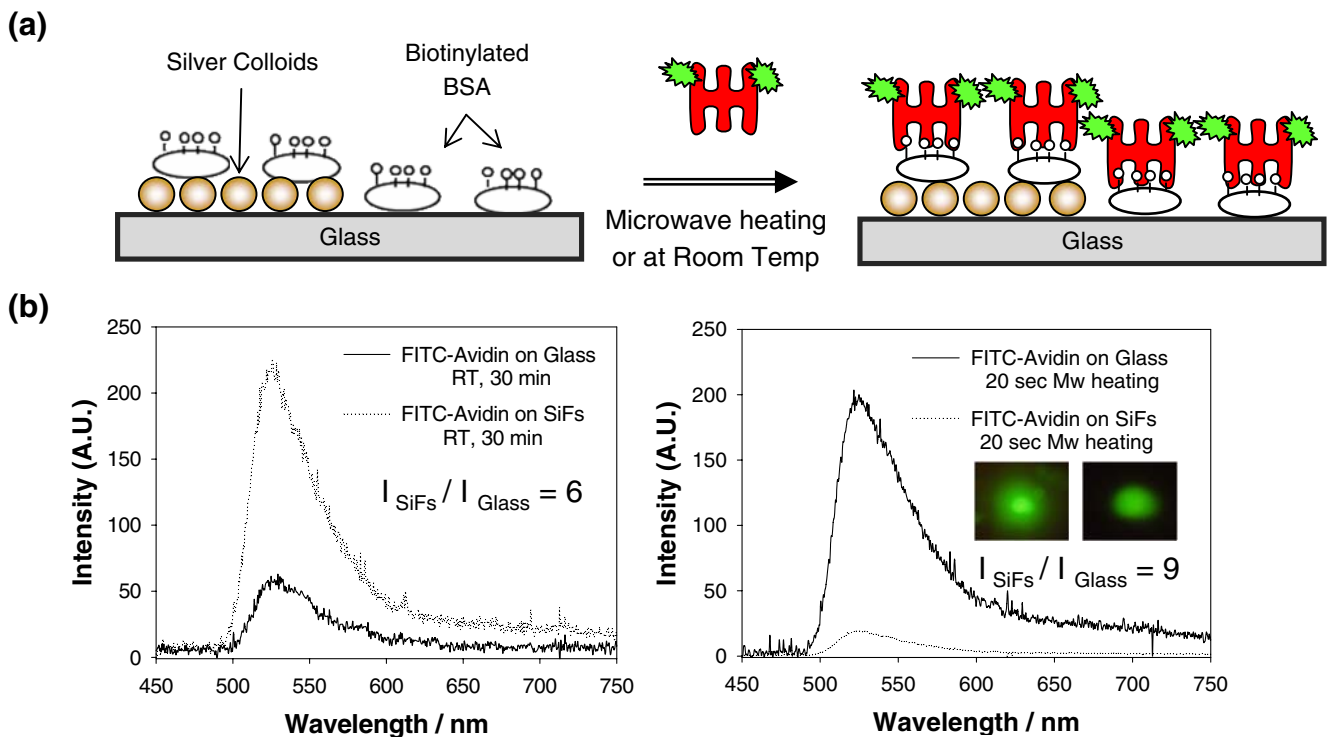 (a)
Silver Colloids
Biotinylated
BSA
Glass
Microwave heating
or at Room Temp
Glass
(b)
250
200
150
100
50
0
450 500 550 600 650 700 750
Intensity (A.U.)
Wavelength / nm
FITC-Avidin on Glass
RT, 30 min
FITC-Avidin on SiFs
RT, 30 min
I SiFs / I Glass = 6
250
200
150
100
50
0
450 500 550 600 650 700 750
Intensity (A.U.)
Wavelength / nm
FITC-Avidin on Glass
20 sec Mw heating
FITC-Avidin on SiFs
20 sec Mw heating
I SiFs / I Glass = 9